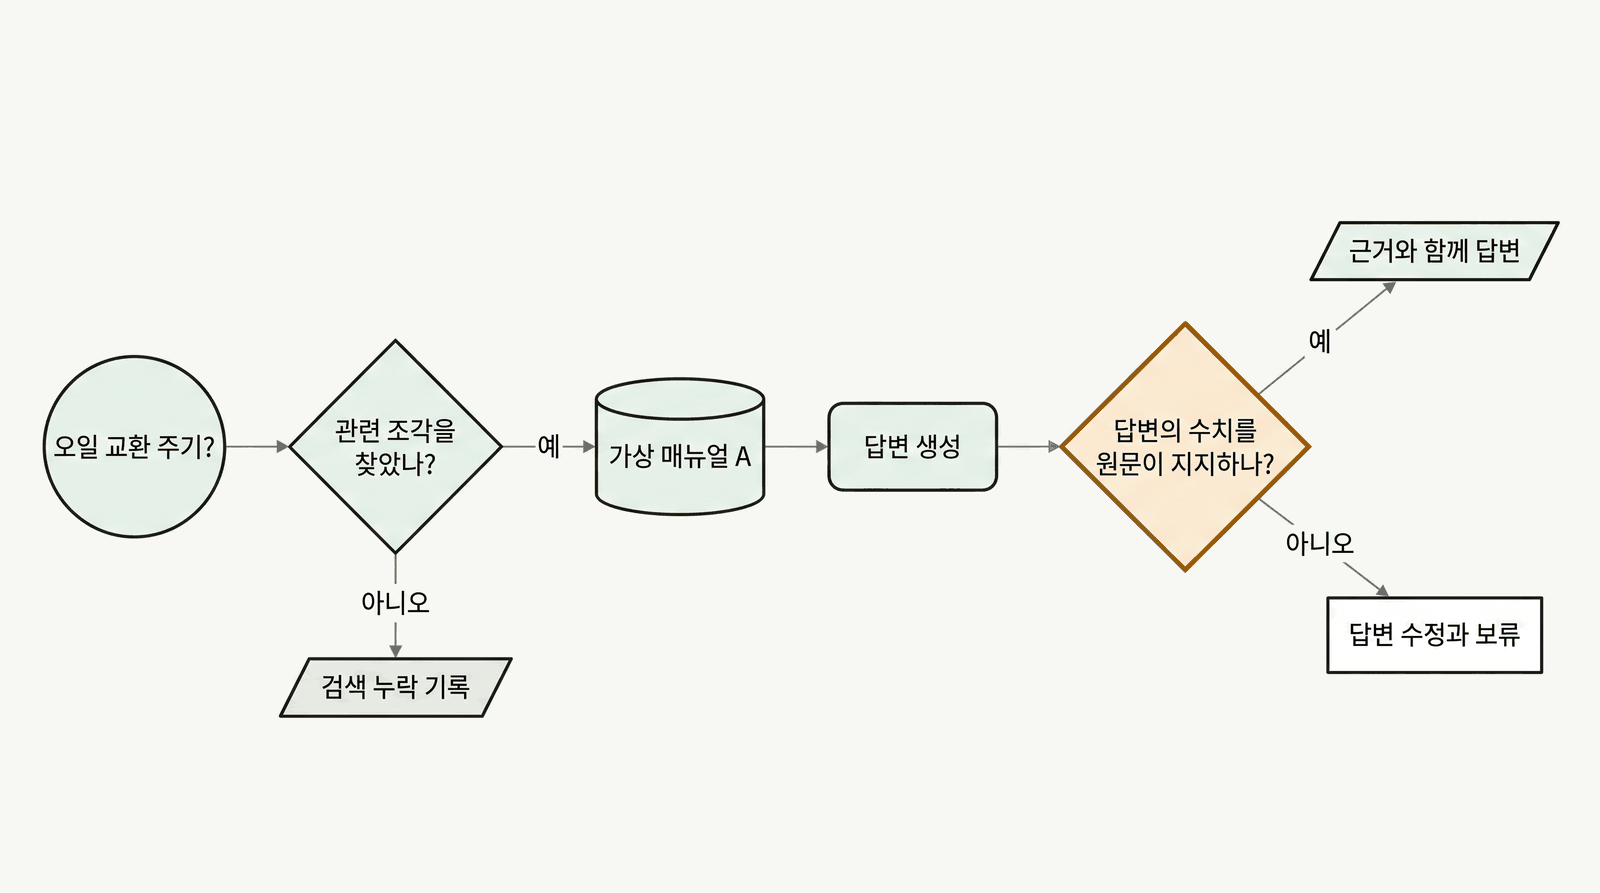 오일 교환 주기?
관련 조각을
찾았나?
예
가상 매뉴얼 A
답변 생성
답변의 수치를
원문이 지지하나?
예
근거와 함께 답변
아니오
답변 수정과 보류
아니오
검색 누락 기록